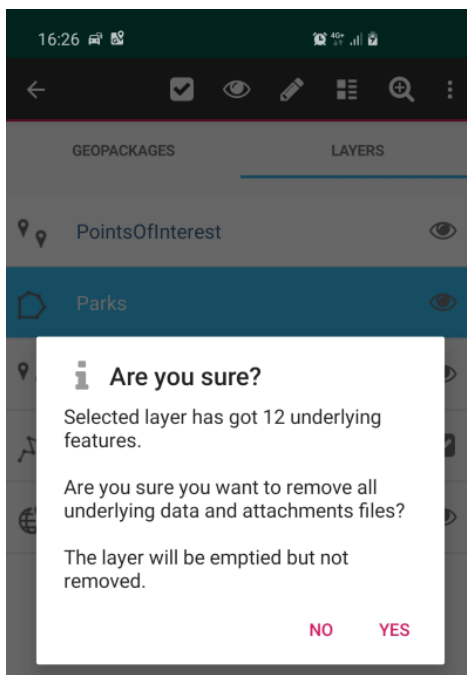 16:26 4G+
GEOPACKAGES LAYERS
PointsOfInterest
Parks
Are you sure?
Selected layer has got 12 underlying
features.
Are you sure you want to remove all
underlying data and attachments files?
The layer will be emptied but not
removed.
NO YES